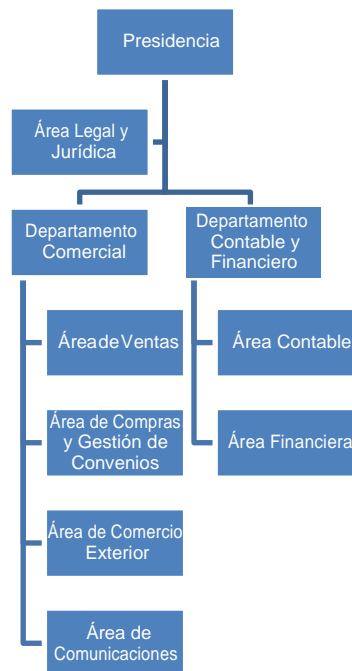 Presidencia
Área Legal y
Jurídica
Departamento
Comercial
Departamento
Contable y
Financiero
Área de Ventas
Área Contable
Área de Compras
y Gestión de
Convenios
Área Financiera
Área de Comercio
Exterior
Área de
Comunicaciones